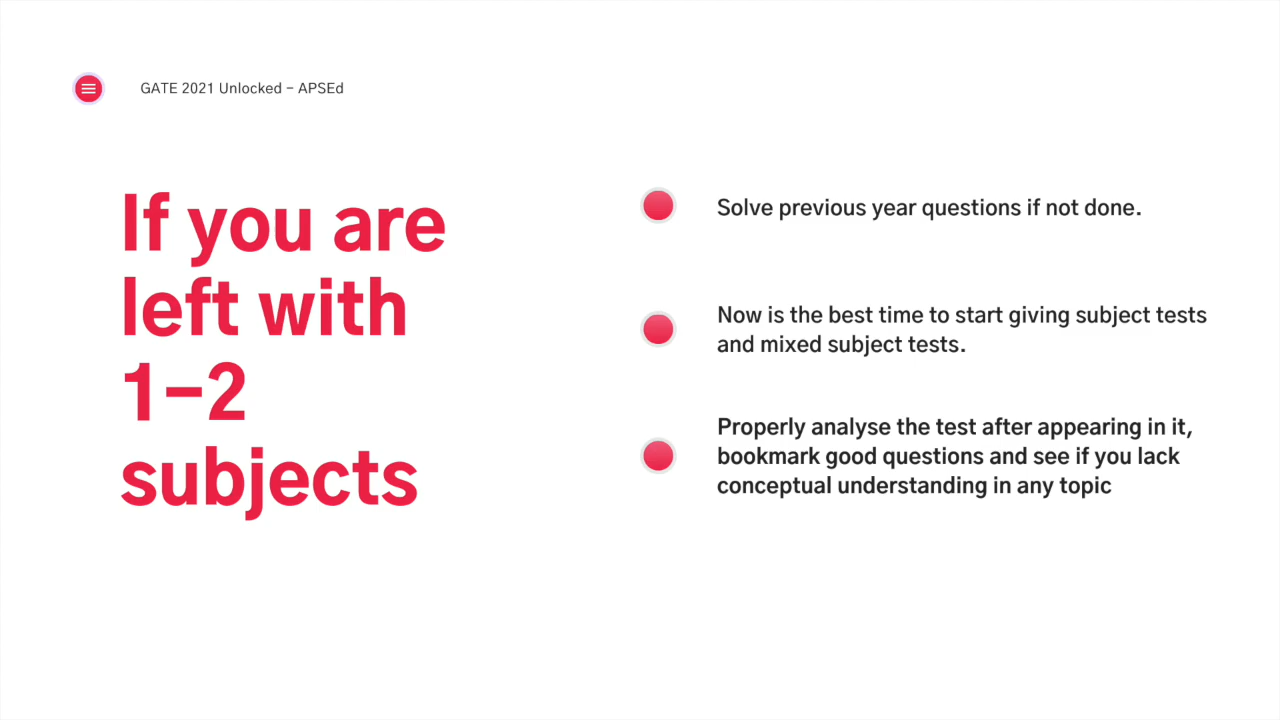 GATE 2021 Unlocked - APSEd
If you are
left with
1-2
subjects
Solve previous year questions if not done.
Now is the best time to start giving subject tests
and mixed subject tests.
Properly analyse the test after appearing in it,
bookmark good questions and see if you lack
conceptual understanding in any topic